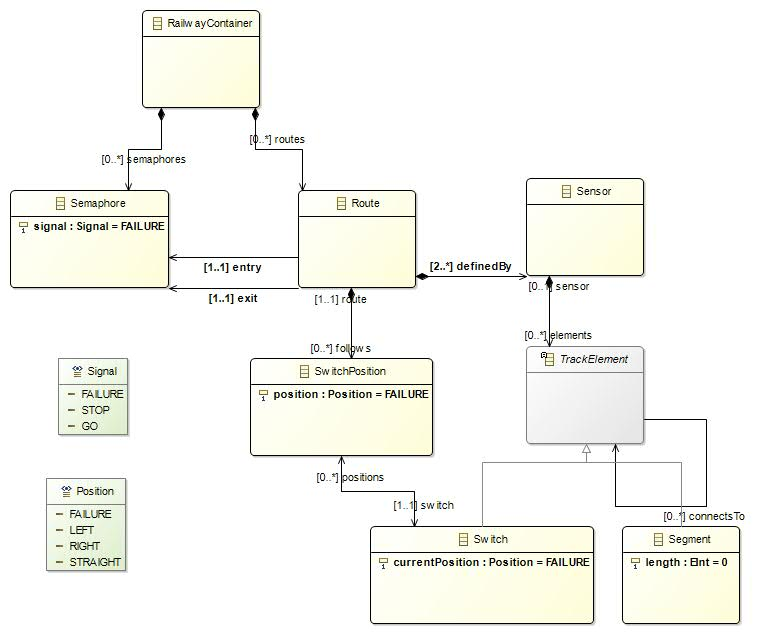 RailwayContainer
[0..*] routes
[0..*] semaphores
Semaphore
signal : Signal = FAILURE
Route
Sensor
[1..1] entry
[2..*] definedBy
[1..1] exit
[1..1] route
[0..1] sensor
[0..*] elements
[0..*] follows
TrackElement
Signal
FAILURE
STOP
GO
SwitchPosition
position : Position = FAILURE
[0..*] positions
[1..1] switch
[0..*] connectsTo
Position
FAILURE
LEFT
RIGHT
STRAIGHT
Switch
currentPosition : Position = FAILURE
Segment
length : EInt = 0